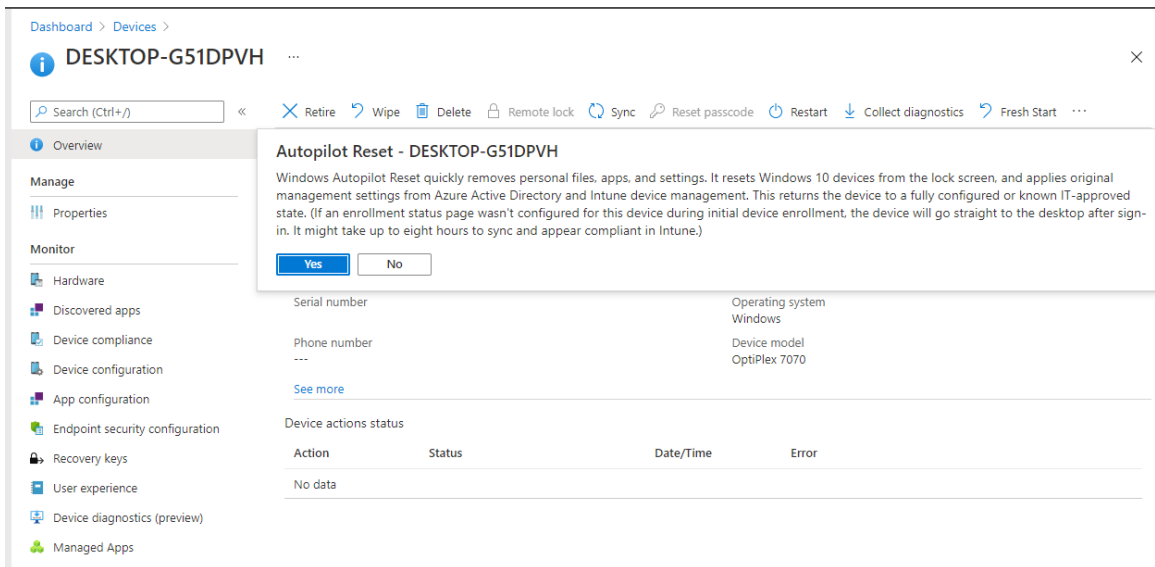 Dashboard > Devices >
DESKTOP-G51DPVH ...
Search (Ctrl+/)
«
Retire Wipe Delete Remote lock Sync Reset passcode Restart Collect diagnostics Fresh Start ...
Overview
Manage
Properties
Monitor
Hardware
Discovered apps
Device compliance
Device configuration
App configuration
Endpoint security configuration
Recovery keys
User experience
Device diagnostics (preview)
Managed Apps
Autopilot Reset - DESKTOP-G51DPVH
Windows Autopilot Reset quickly removes personal files, apps, and settings. It resets Windows 10 devices from the lock screen, and applies original
management settings from Azure Active Directory and Intune device management. This returns the device to a fully configured or known IT-approved
state. (If an enrollment status page wasn't configured for this device during initial device enrollment, the device will go straight to the desktop after sign-
in. It might take up to eight hours to sync and appear compliant in Intune.)
Yes No
Serial number
Operating system
Windows
Phone number
---
Device model
OptiPlex 7070
See more
Device actions status
Action Status Date/Time Error
No data